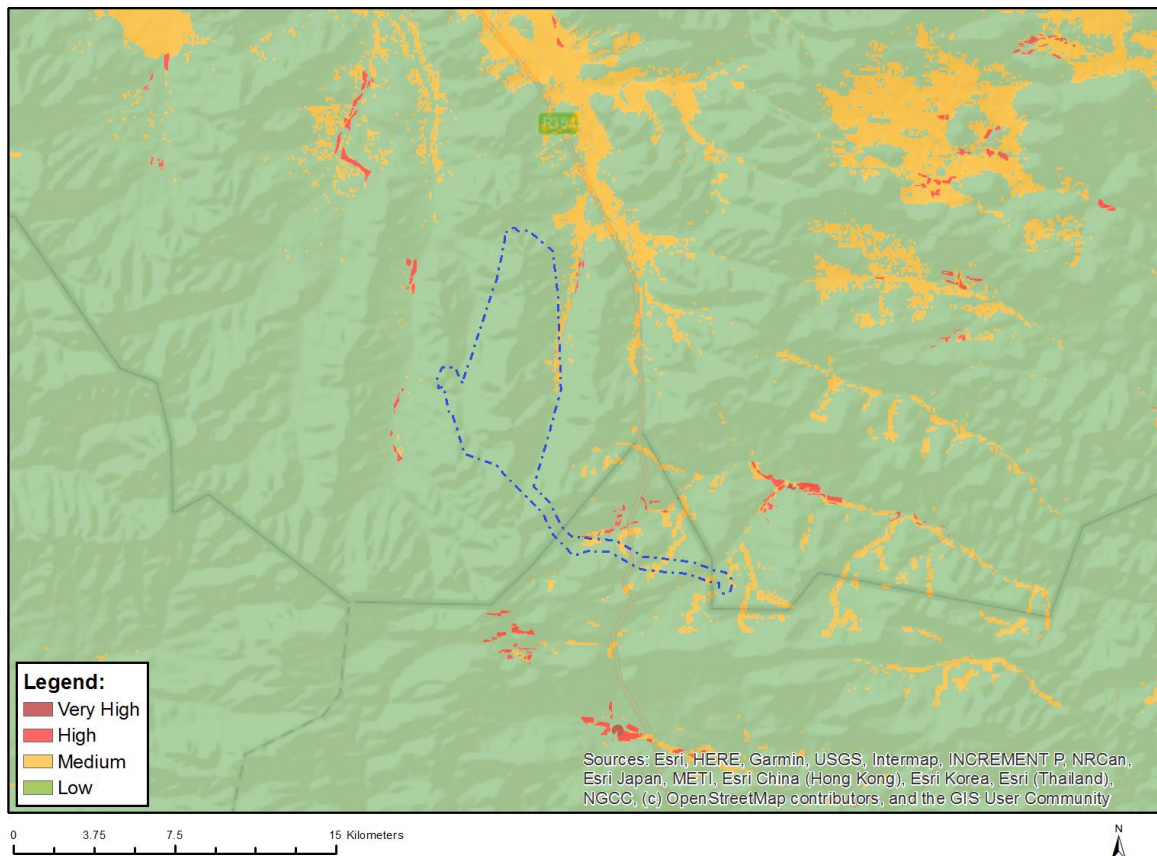 R354
Legend:
Very High
High
Medium
Low
Sources: Esri, HERE, Garmin, USGS, Intermap, INCREMENT P, NRCan,
Esri Japan, METI, Esri China (Hong Kong), Esri Korea, Esri (Thailand),
NGCC, (c) OpenStreetMap contributors, and the GIS User Community
0 3.75 7.5 15 Kilometers
N